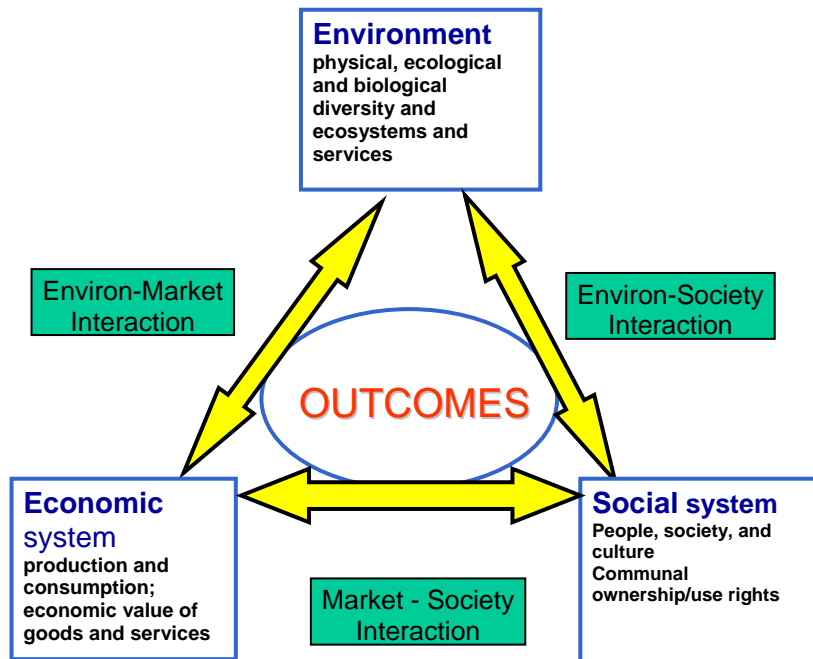 Environment
physical, ecological
and biological
diversity and
ecosystems and
services
Environ-Market
Interaction
Environ-Society
Interaction
OUTCOMES
Economic
system
production and
consumption;
economic value of
goods and services
Social system
People, society, and
culture
Communal
ownership/use rights
Market - Society
Interaction